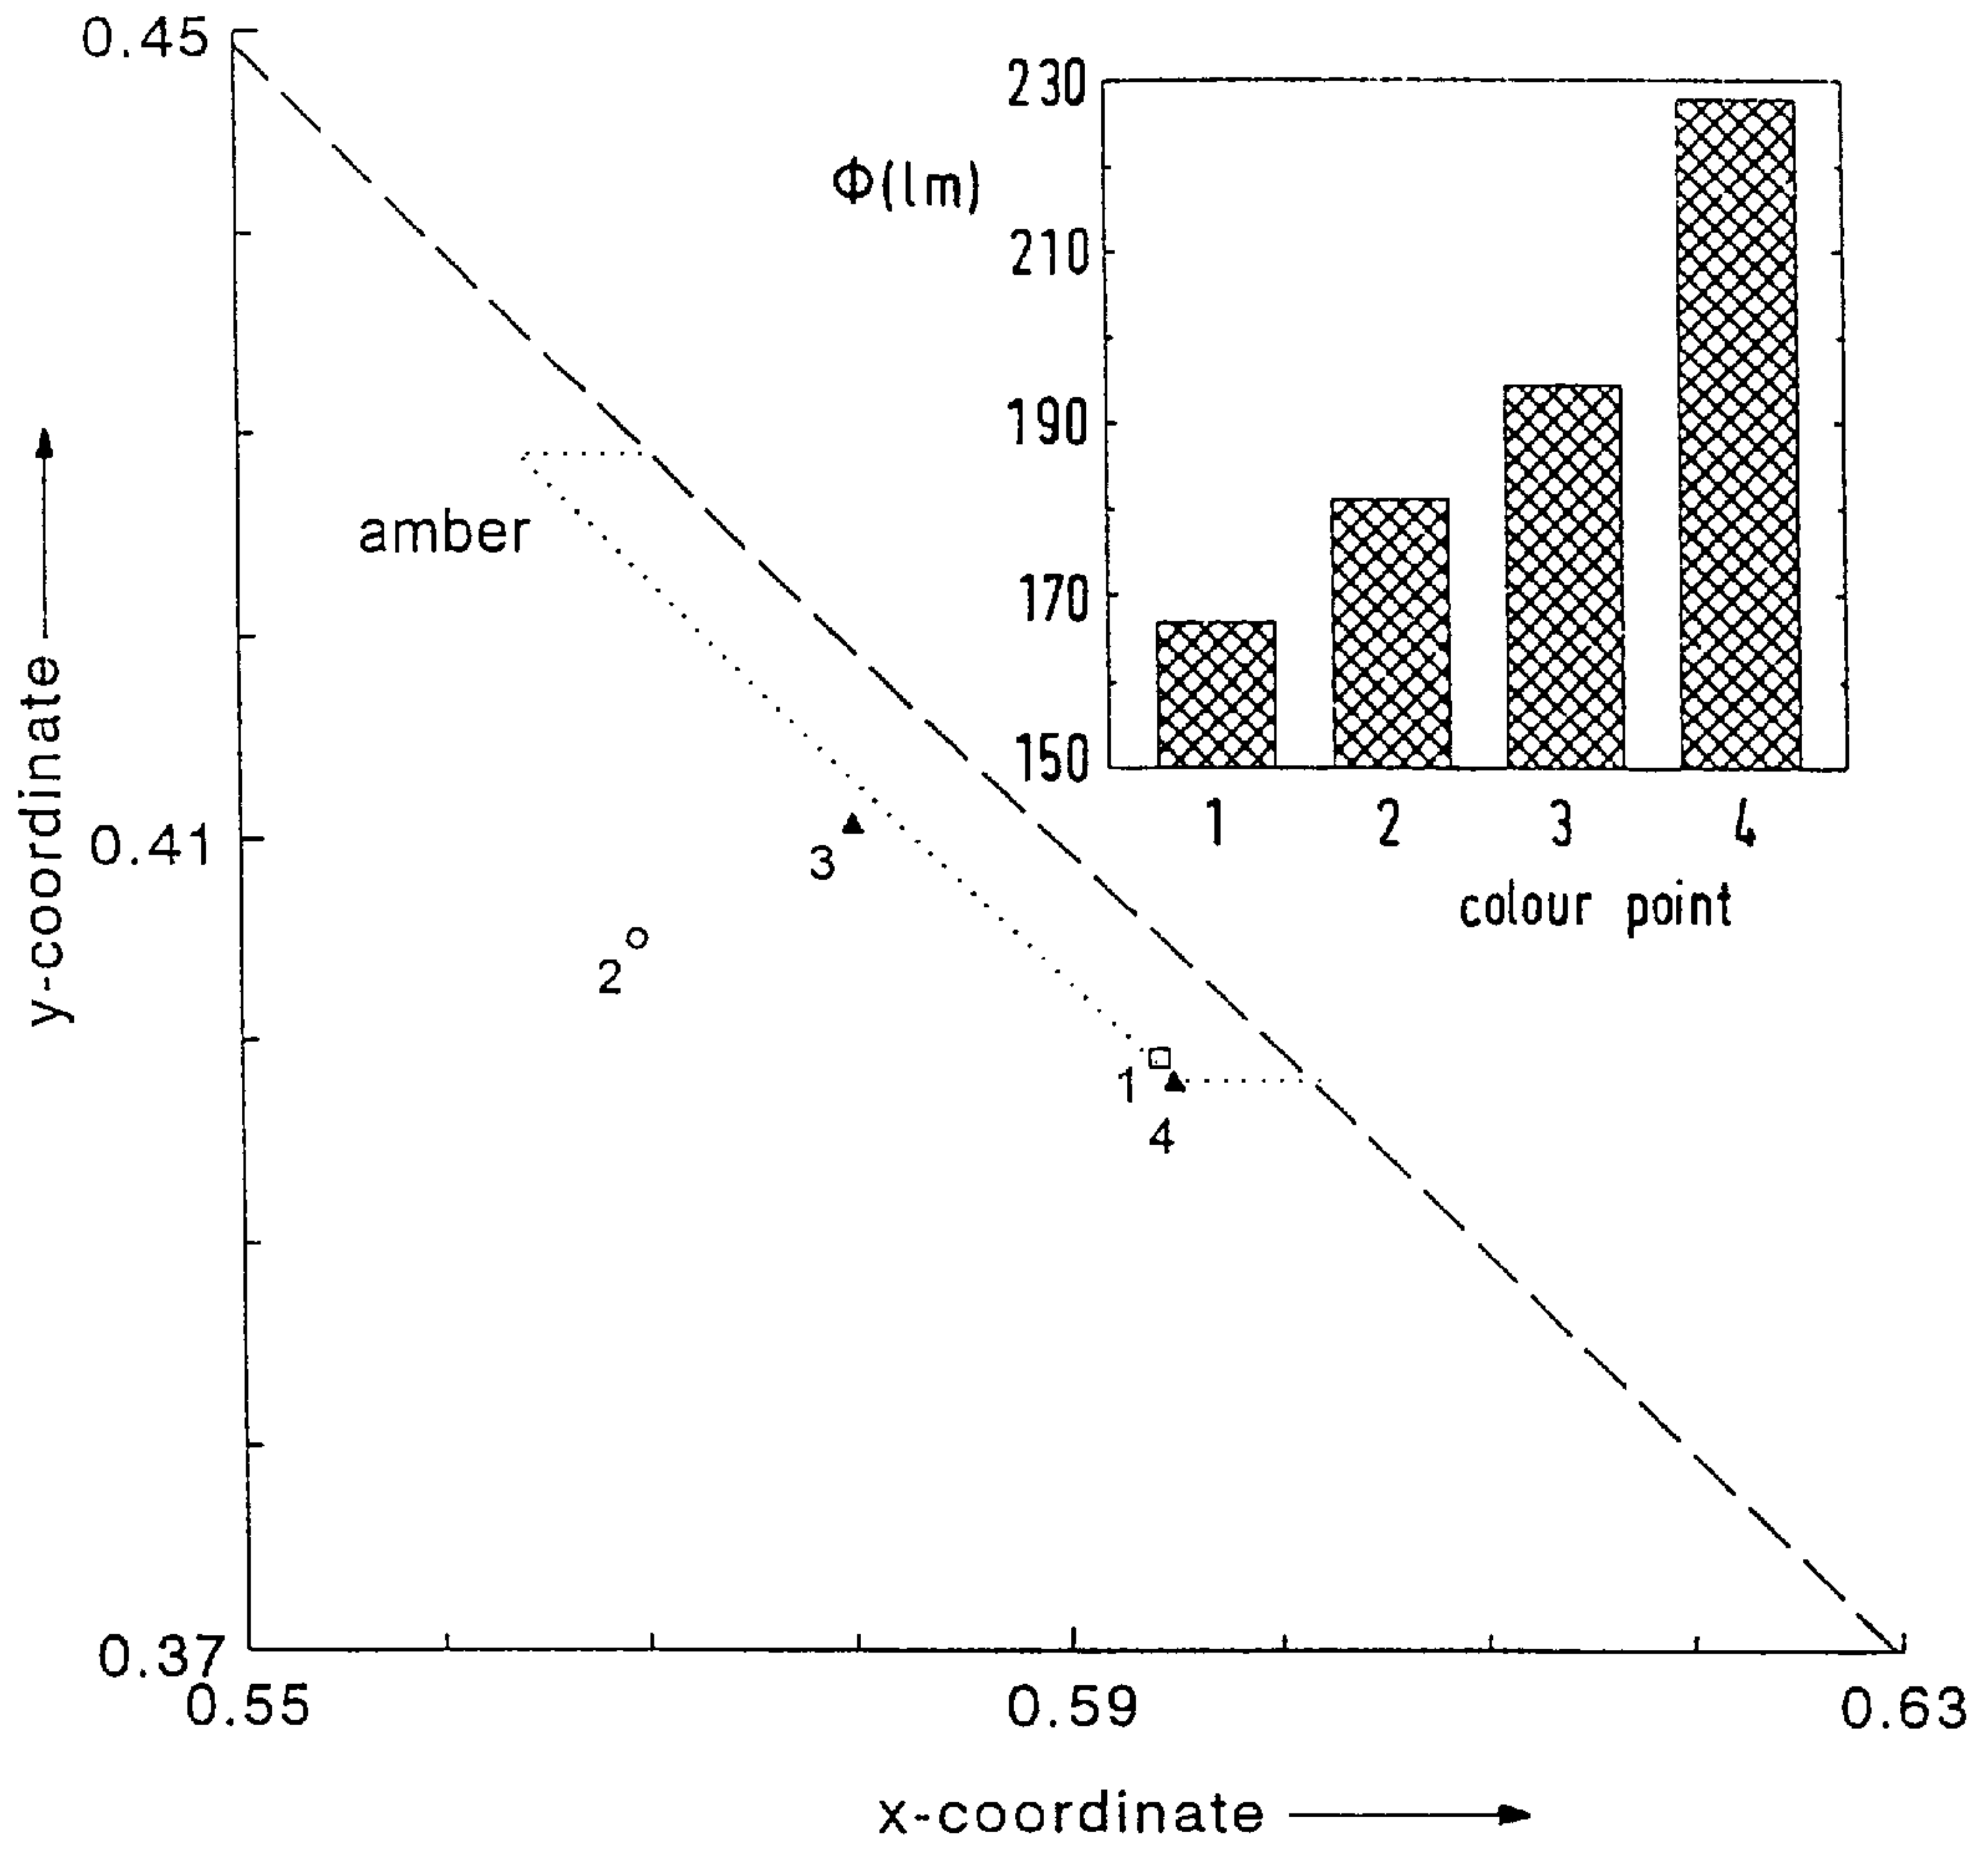 0.45
230
Φ(lm)
210
190
amber
170
150
1 2 3 4
colour point
y-coordinate
0.41
3
2
1
4
0.37
0.55 0.59 0.63
x-coordinate